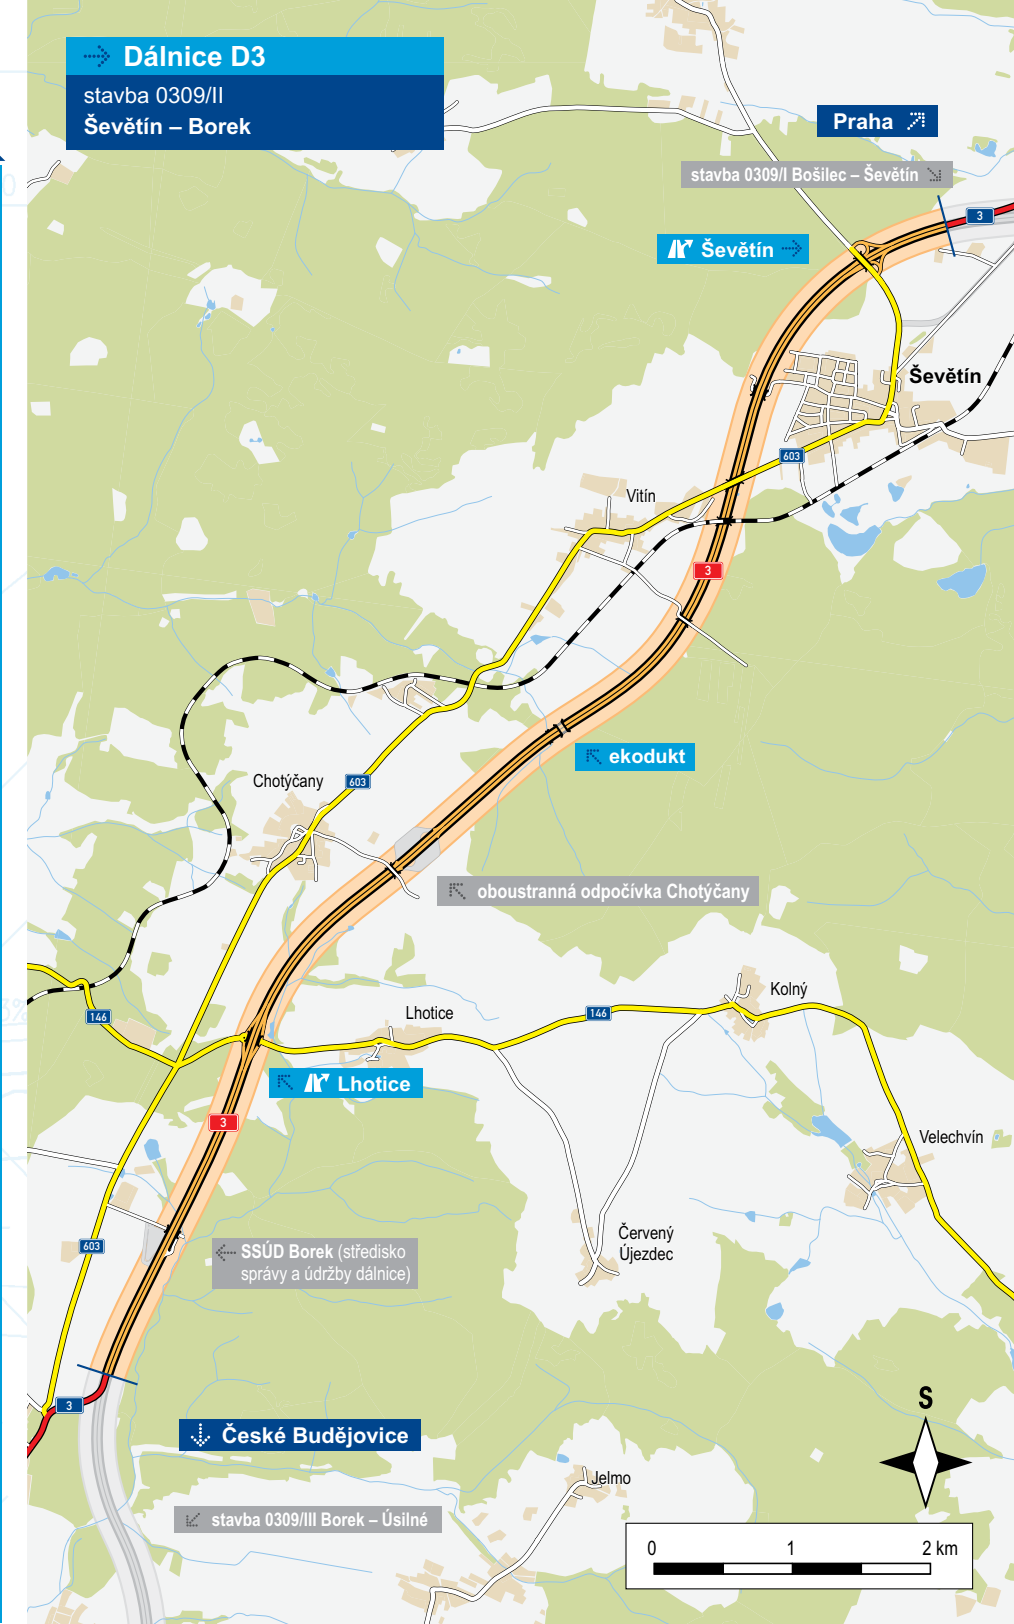 Dálnice D3
stavba 0309/II
Ševětín – Borek
Praha
stavba 0309/I Bošilec – Ševětín
3
Ševětín
Ševětín
603
Vitín
3
ekodukt
Chotýčany
603
oboustranná odpočívka Chotýčany
Kolný
146
Lhotice
146
Lhotice
3
Velechvín
Červený
Újezdec
603
SSÚD Borek (středisko
správy a údržby dálnice)
3
S
České Budějovice
Jelmo
stavba 0309/III Borek – Úsilné
0 1 2 km